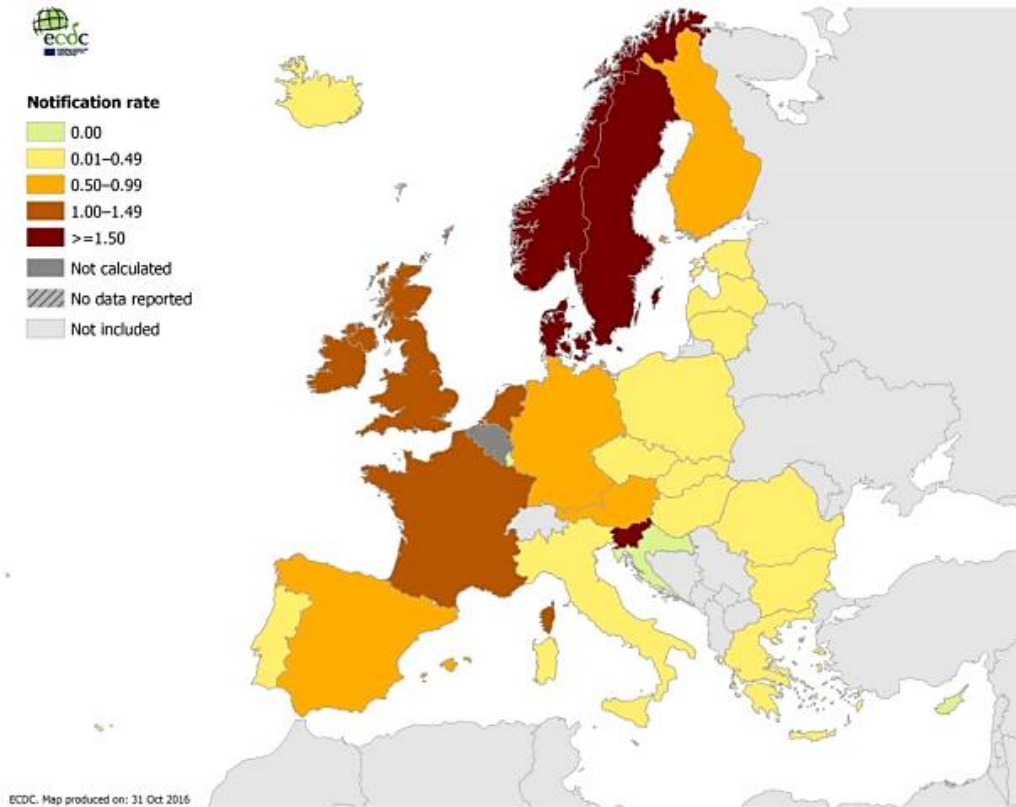 ecdc
Notification rate
0.00
0.01–0.49
0.50–0.99
1.00–1.49
>=1.50
Not calculated
No data reported
Not included
ECDC. Map produced on: 31 Oct 2016